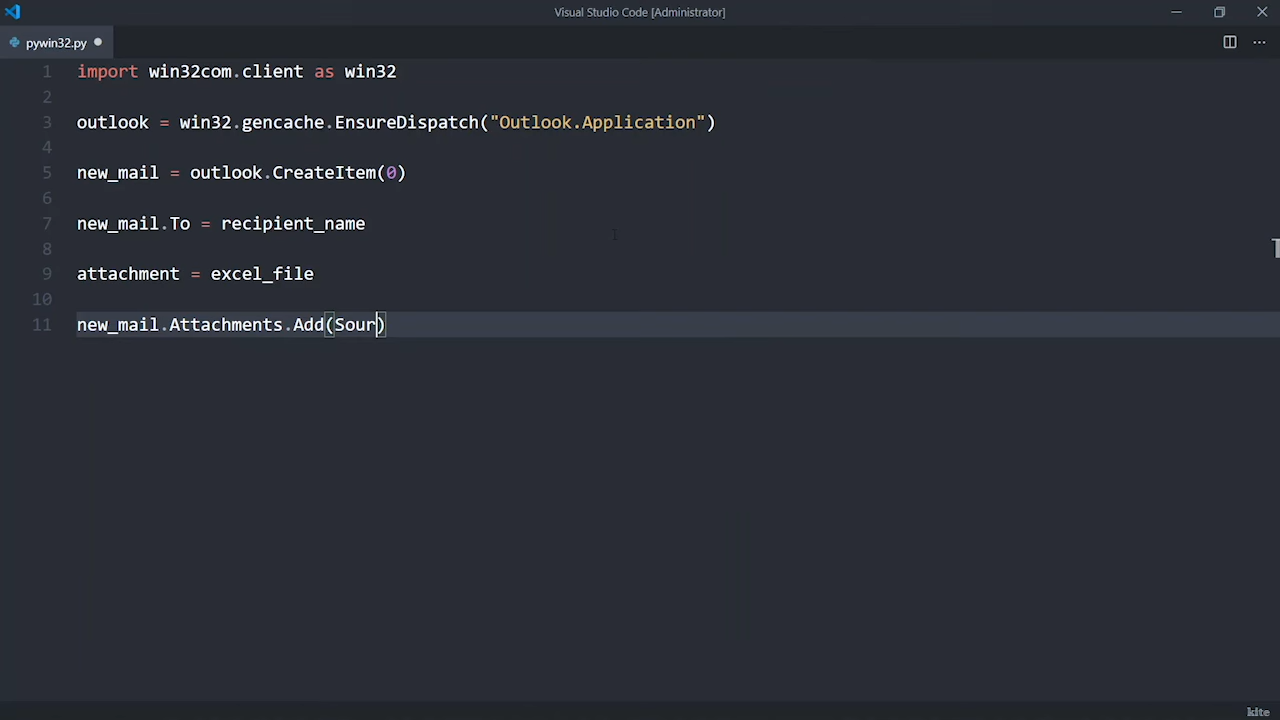 Visual Studio Code [Administrator]
pywin32.py
1 import win32com.client as win32
2
3 outlook = win32.gencache.EnsureDispatch("Outlook.Application")
4
5 new_mail = outlook.CreateItem(0)
6
7 new_mail.To = recipient_name
8
9 attachment = excel_file
10
11 new_mail.Attachments.Add(Sour)
kite